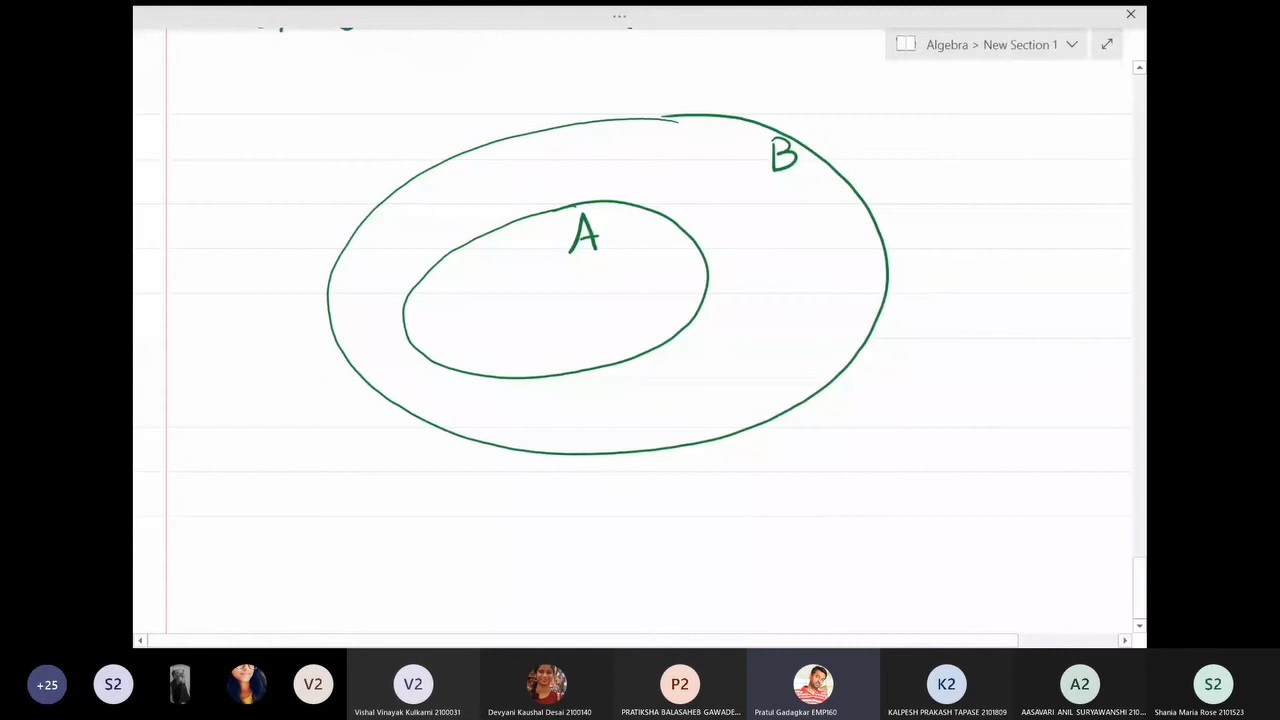 Algebra > New Section 1
B
A
+25
S2
V2
V2
P2
K2
A2
S2
Vishal Vinayak Kulkarni 2100031
Devyani Kaushal Desai 2100140
PRATIKSHA BALASAHEB GAWADE...
Pratul Gadagkar EMP160
KALPESH PRAKASH TAPASE 2101809
AASAVARI ANIL SURYAWANSHI 210...
Shania Maria Rose 2101523